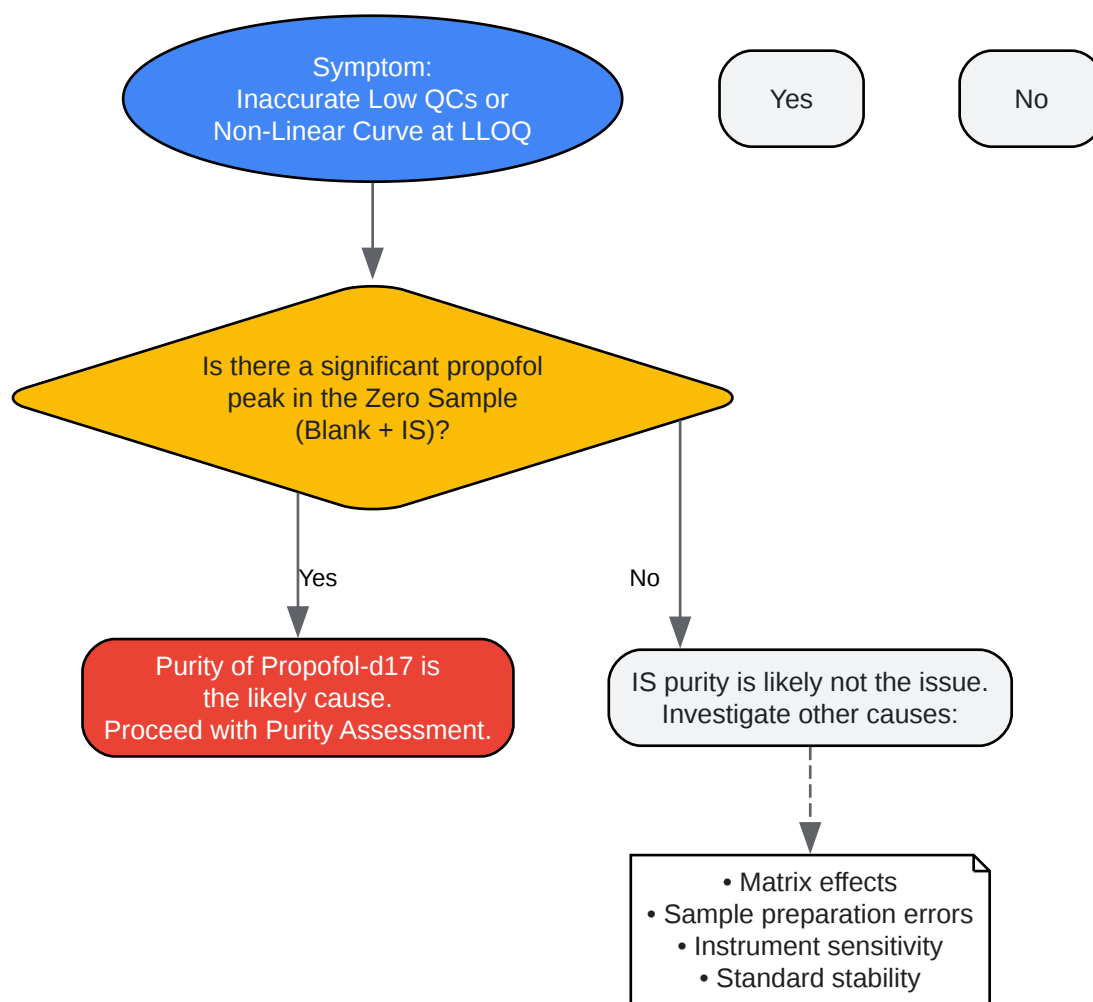 Symptom:
Inaccurate Low QCs or
Non-Linear Curve at LLOQ
Yes
No
Is there a significant propofol
peak in the Zero Sample
(Blank + IS)?
Yes
No
Purity of Propofol-d17 is
the likely cause.
Proceed with Purity Assessment.
IS purity is likely not the issue.
Investigate other causes:
• Matrix effects
• Sample preparation errors
• Instrument sensitivity
• Standard stability